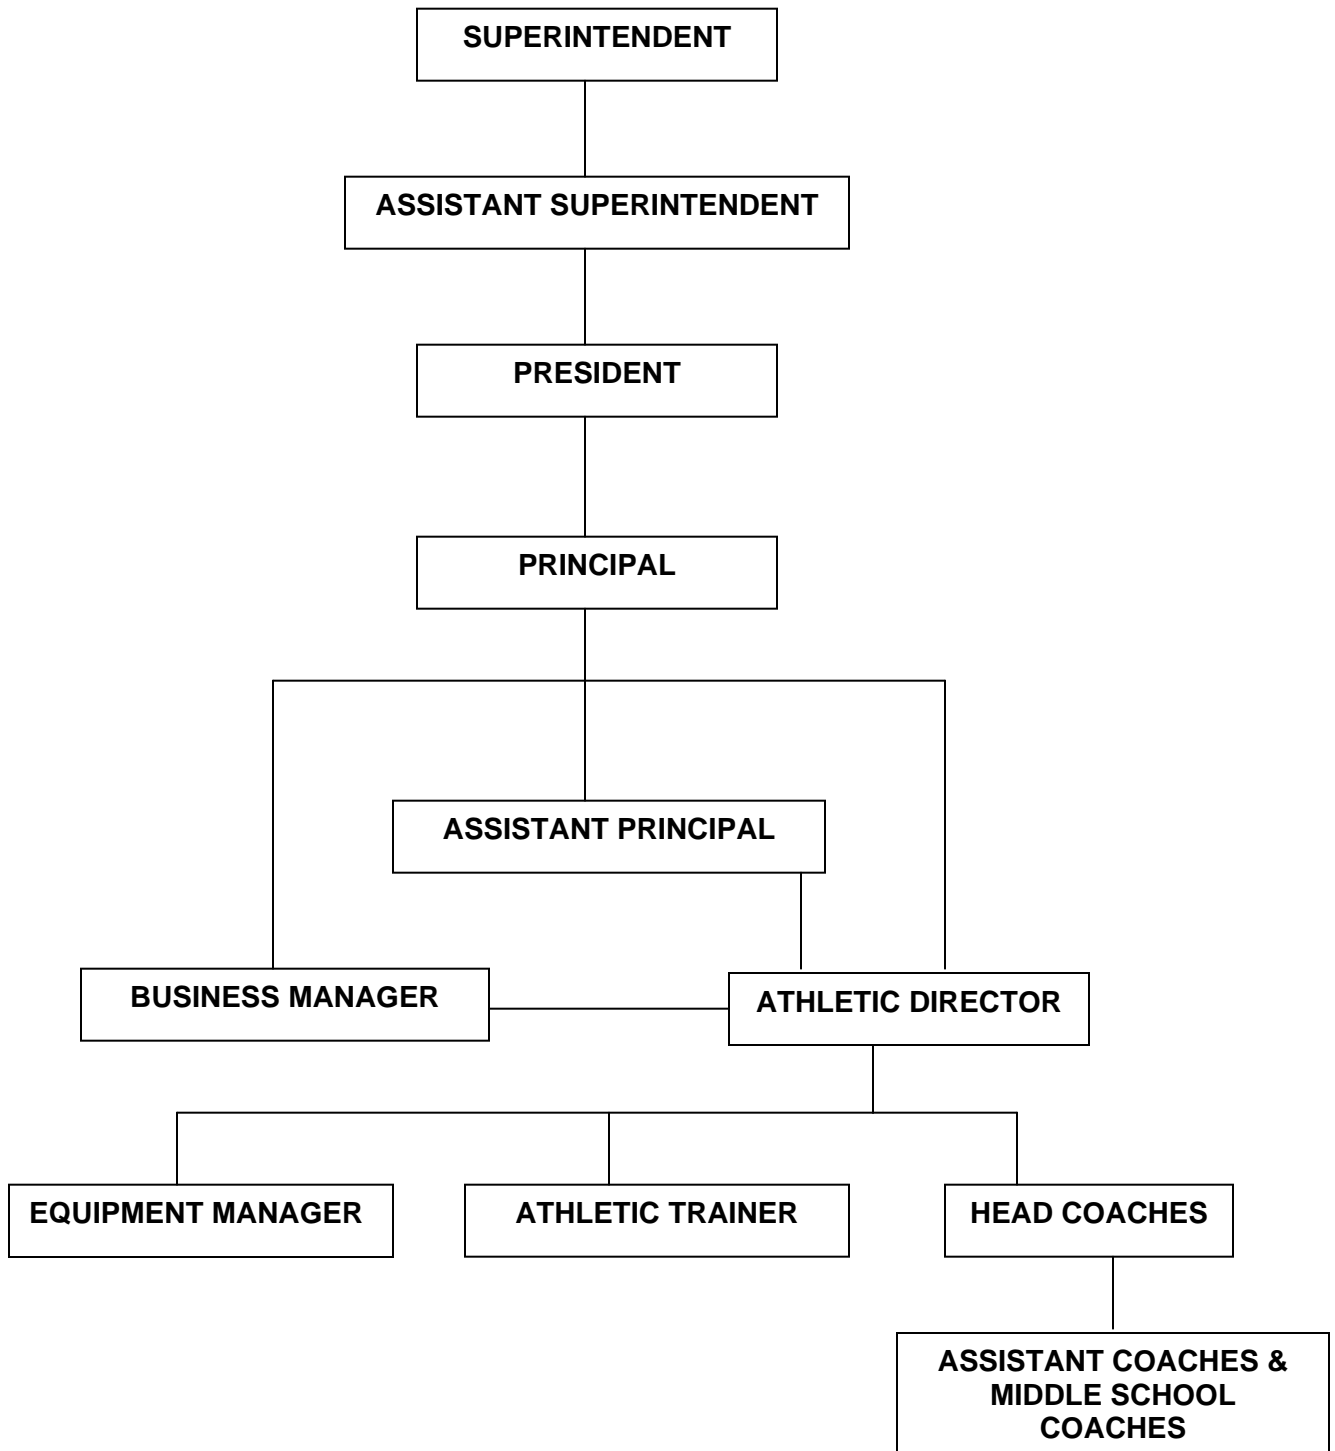 SUPERINTENDENT
ASSISTANT SUPERINTENDENT
PRESIDENT
PRINCIPAL
ASSISTANT PRINCIPAL
BUSINESS MANAGER
ATHLETIC DIRECTOR
EQUIPMENT MANAGER
ATHLETIC TRAINER
HEAD COACHES
ASSISTANT COACHES &
MIDDLE SCHOOL
COACHES